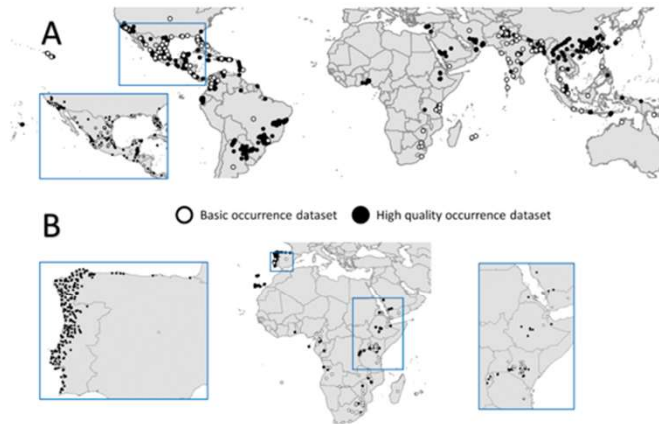 A
Basic occurrence dataset
High quality occurrence dataset
B